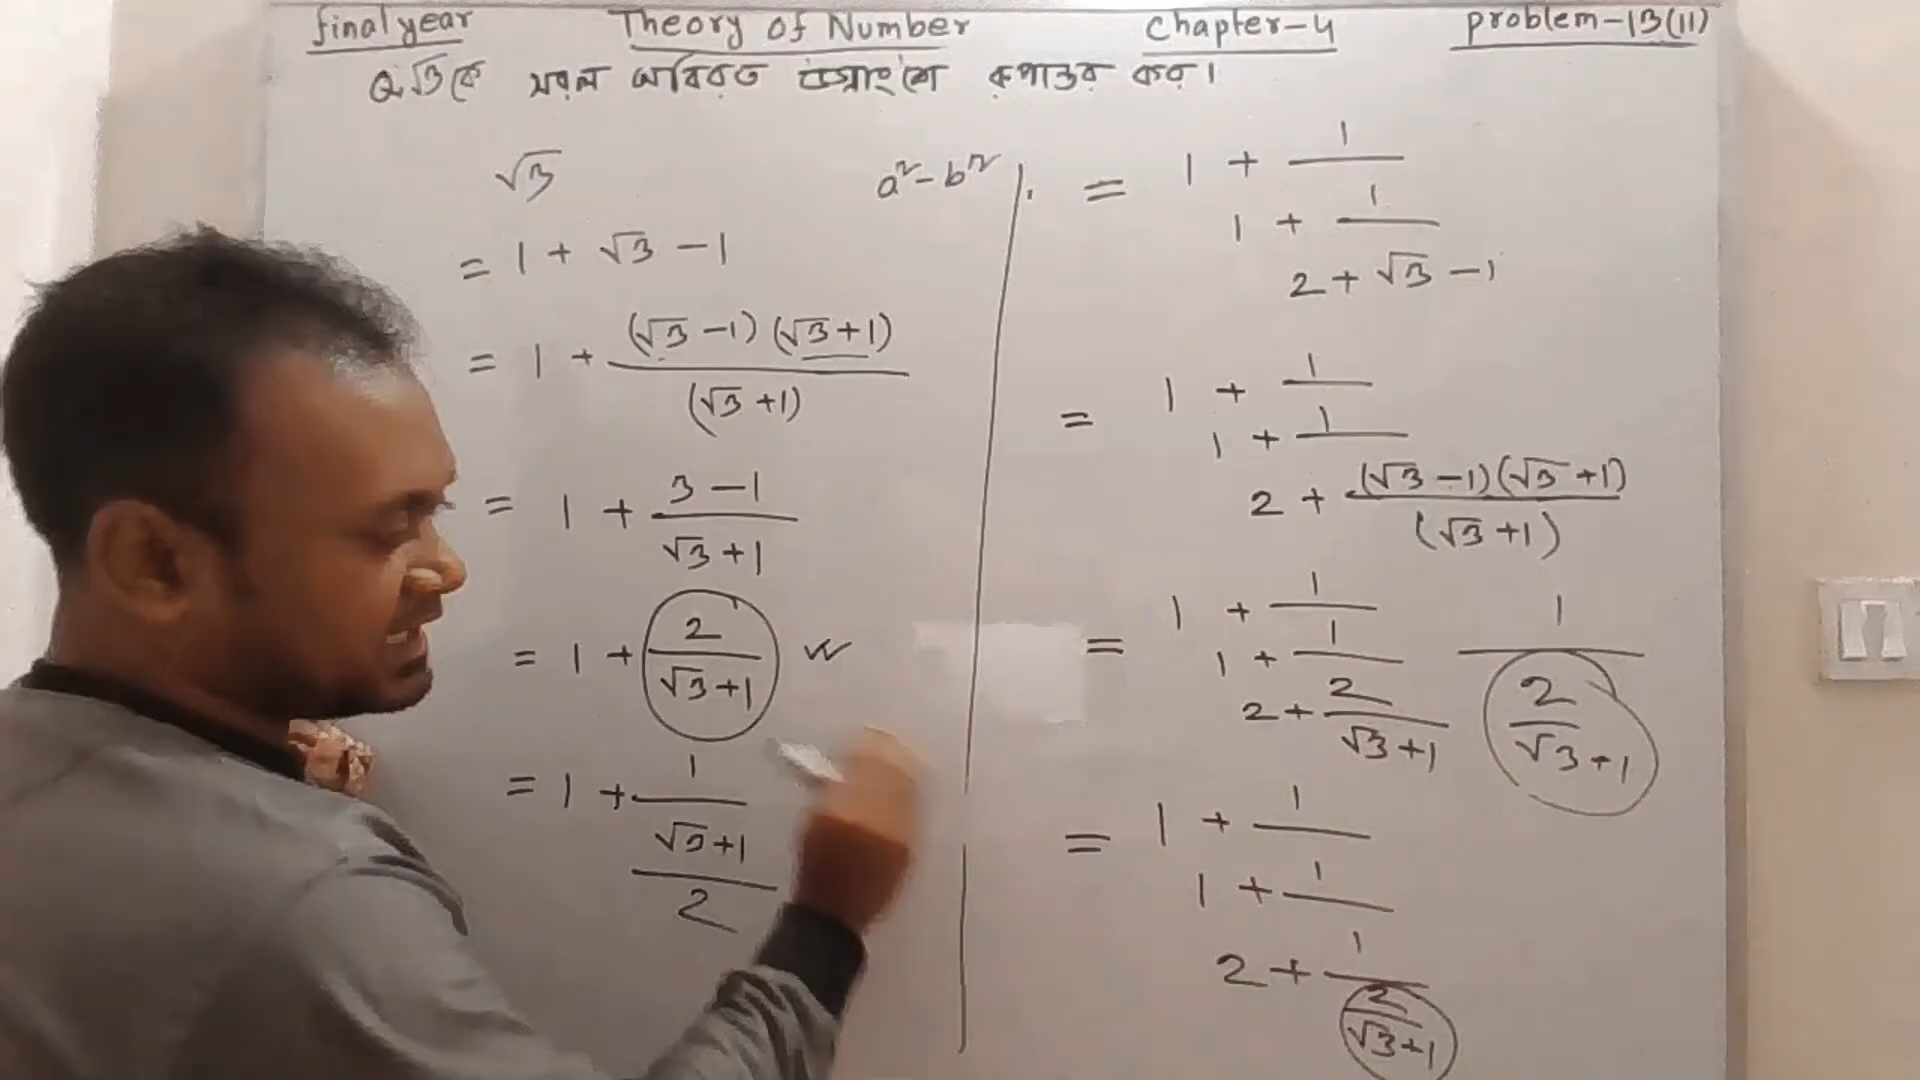 final year Theory of Number Chapter-4 problem-13(11)
Q √3 কে সরল অবিরত ভগ্নাংশে রূপান্তর কর।
√3
a² - b²
= 1 + √3 - 1
= 1 + (√3 - 1) (√3 + 1)
(√3 + 1)
= 1 + 3 - 1
√3 + 1
= 1 + 2
√3 + 1
= 1 + 1
√3 + 1
2
= 1 + 1
1 + 1
2 + √3 - 1
= 1 + 1
1 + 1
2 + (√3 - 1)(√3 + 1)
(√3 + 1)
= 1 + 1
1 + 1
2 + 2
√3 + 1
1
2
√3 + 1
= 1 + 1
1 + 1
2 + 1
2
√3 + 1